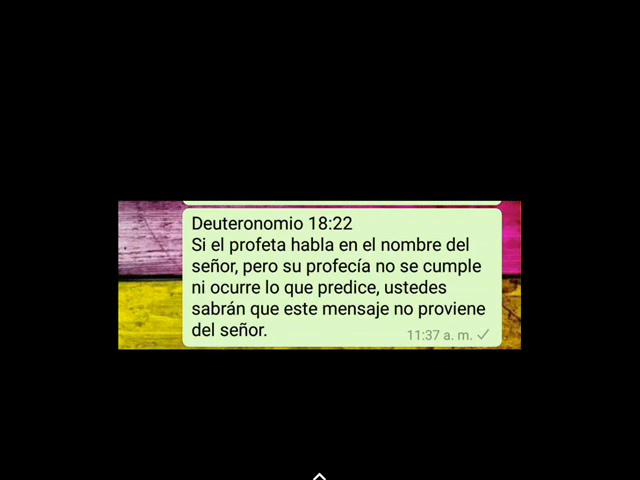 Deuteronomio 18:22
Si el profeta habla en el nombre del
señor, pero su profecía no se cumple
ni ocurre lo que predice, ustedes
sabrán que este mensaje no proviene
del señor.
11:37 a. m.